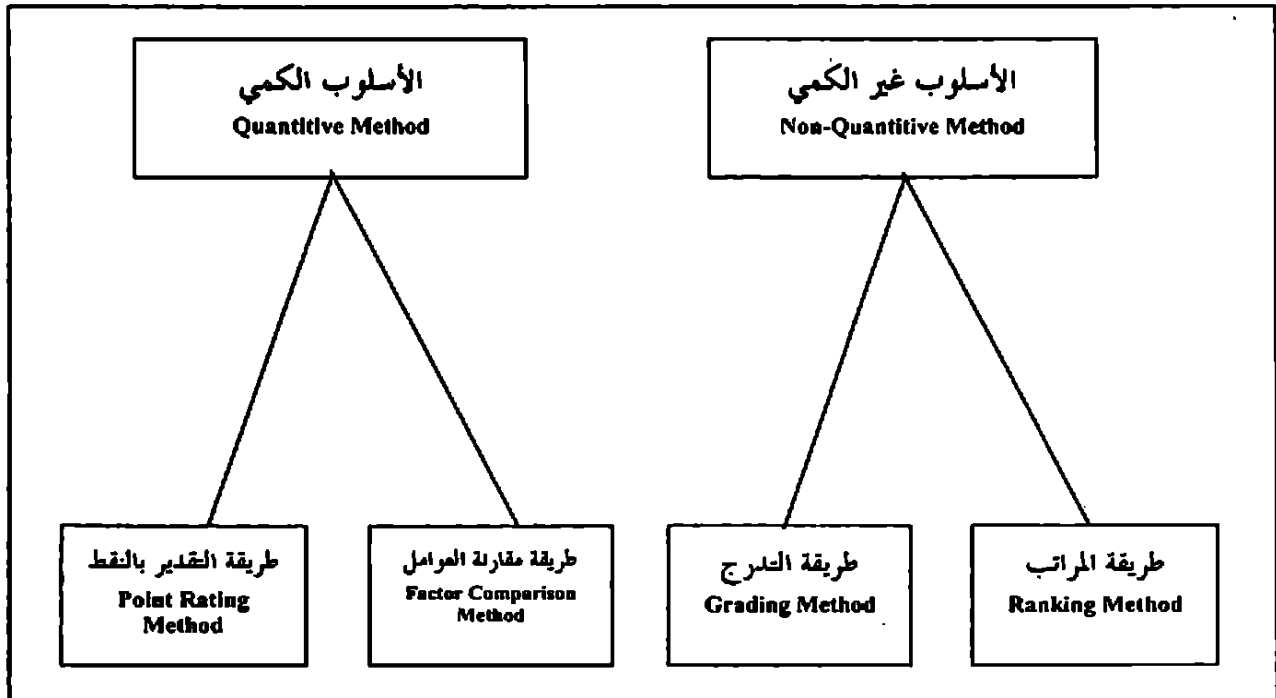 الأسلوب غير الكمي
Non-Quantitive Method
الأسلوب الكمي
Quantitive Method
طريقة المراتب
Ranking Method
طريقة التدرج
Grading Method
طريقة مقارنة العوامل
Factor Comparison
Method
طريقة التقدير بالنقط
Point Rating
Method